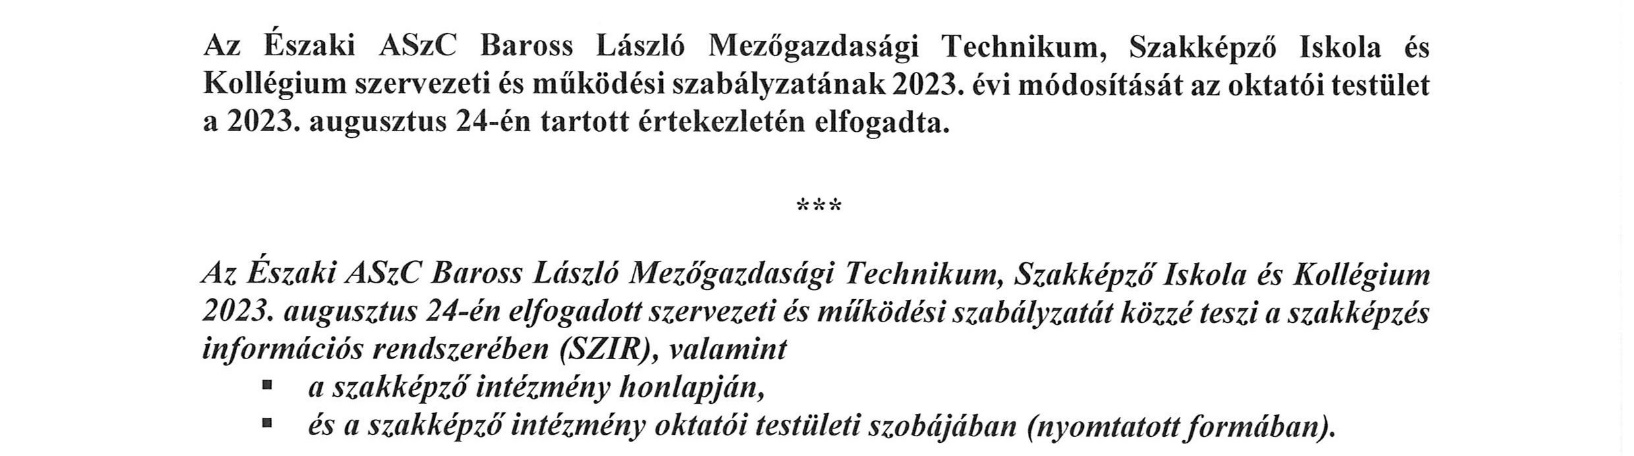 Az Északi ASzC Baross László Mezőgazdasági Technikum, Szakképző Iskola és
Kollégium szervezeti és működési szabályzatának 2023. évi módosítását az oktatói testület
a 2023. augusztus 24-én tartott értekezletén elfogadta.
***
Az Északi ASzC Baross László Mezőgazdasági Technikum, Szakképző Iskola és Kollégium
2023. augusztus 24-én elfogadott szervezeti és működési szabályzatát közzé teszi a szakképzés
információs rendszerében (SZIR), valamint
▪ a szakképző intézmény honlapján,
▪ és a szakképző intézmény oktatói testületi szobájában (nyomtatott formában).